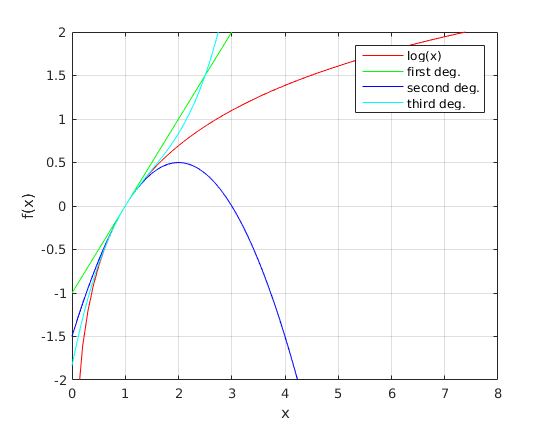 2
1.5
1
0.5
0
-0.5
-1
-1.5
-2
f(x)
log(x)
first deg.
second deg.
third deg.
0 1 2 3 4 5 6 7 8
x